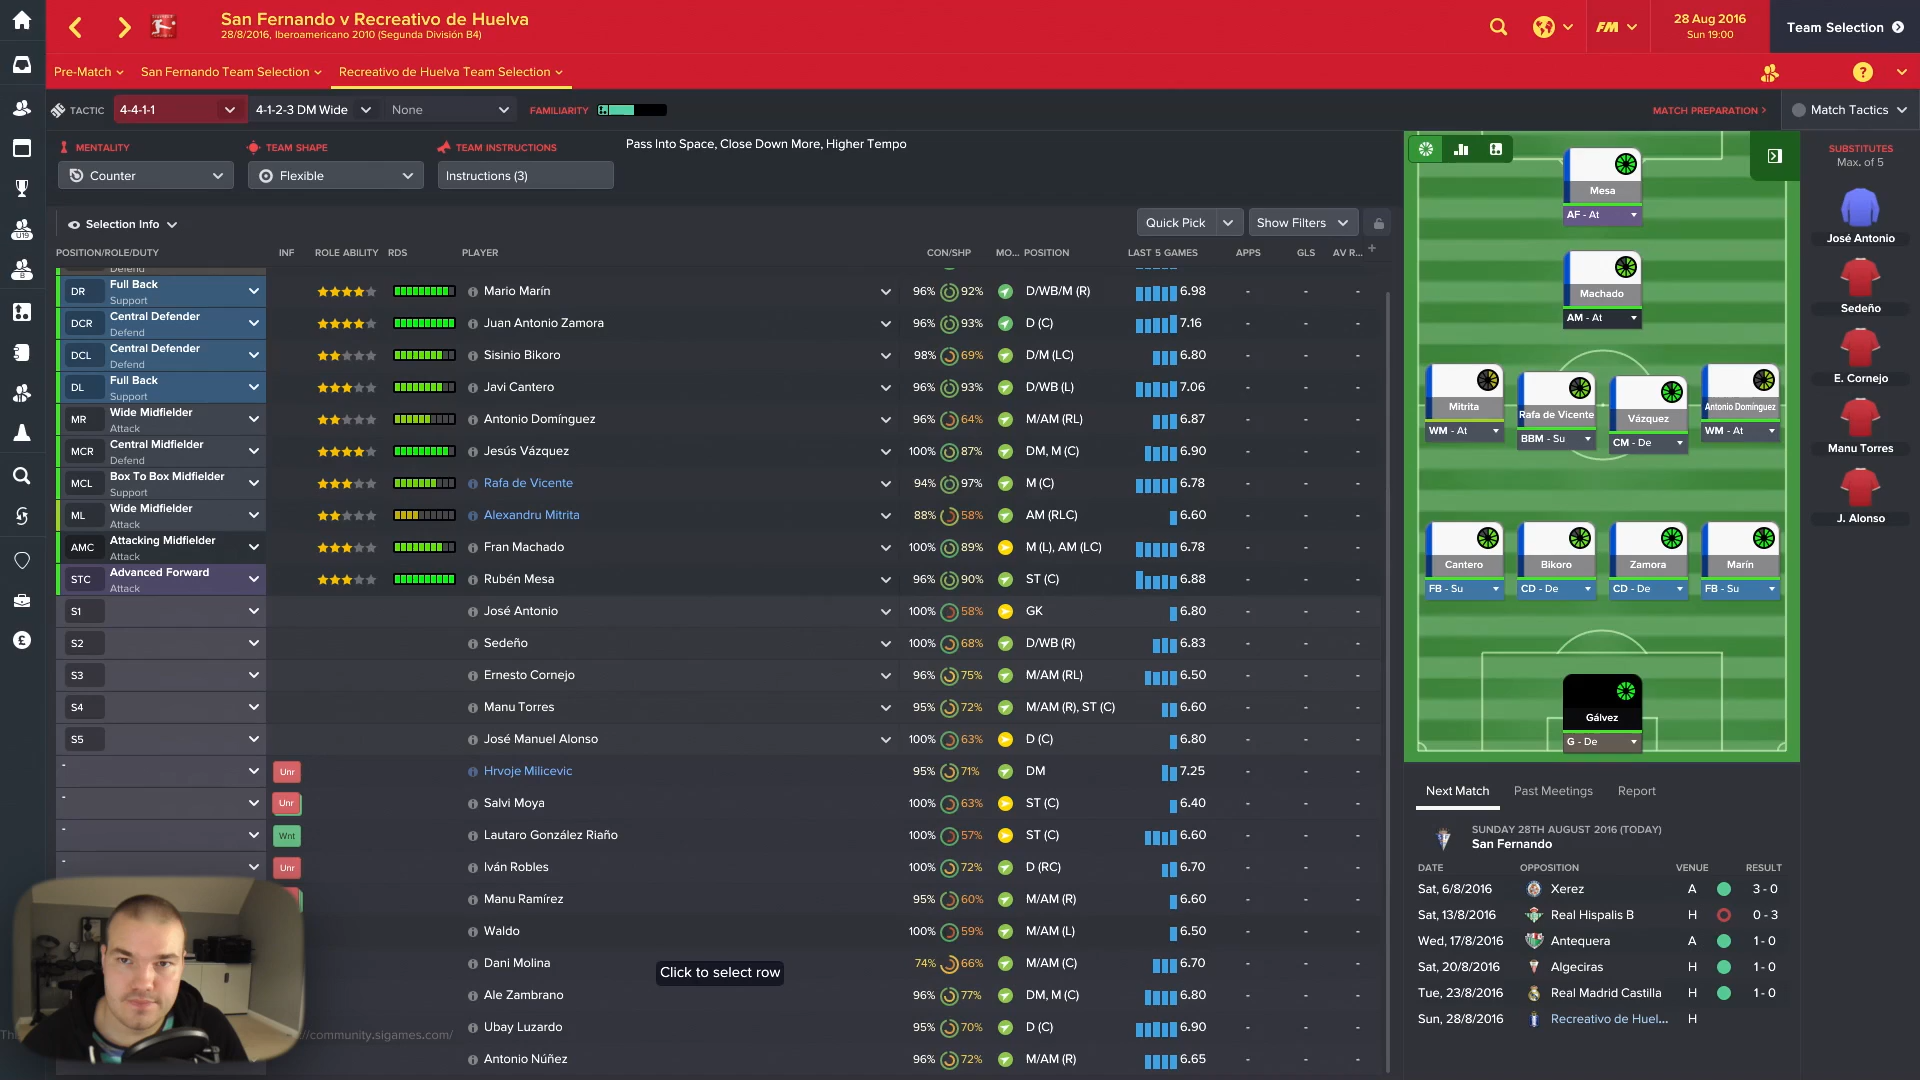 San Fernando v Recreativo de Huelva
28/8/2016, Iberoamericano 2010 (Segunda División B4)
FM
28 Aug 2016
Sun 19:00
Team Selection
Pre-Match
San Fernando Team Selection
Recreativo de Huelva Team Selection
?
TACTIC
4-4-1-1
4-1-2-3 DM Wide
None
FAMILIARITY
MATCH PREPARATION >
Match Tactics
MENTALITY
TEAM SHAPE
TEAM INSTRUCTIONS
Pass Into Space, Close Down More, Higher Tempo
Counter
Flexible
Instructions (3)
Selection Info
Quick Pick
Show Filters
POSITION/ROLE/DUTY INF ROLE ABILITY RDS PLAYER CON/SHP MO... POSITION LAST 5 GAMES APPS GLS AV R... +
Defend
DR Full Back Support Mario Marín 96% 92% D/WB/M (R) 6.98 - - -
DCR Central Defender Defend Juan Antonio Zamora 96% 93% D (C) 7.16 - - -
DCL Central Defender Defend Sisinio Bikoro 98% 69% D/M (LC) 6.80 - - -
DL Full Back Support Javi Cantero 96% 93% D/WB (L) 7.06 - - -
MR Wide Midfielder Attack Antonio Domínguez 96% 64% M/AM (RL) 6.87 - - -
MCR Central Midfielder Defend Jesús Vázquez 100% 87% DM, M (C) 6.90 - - -
MCL Box To Box Midfielder Support Rafa de Vicente 94% 97% M (C) 6.78 - - -
ML Wide Midfielder Attack Alexandru Mitrita 88% 58% AM (RLC) 6.60 - - -
AMC Attacking Midfielder Attack Fran Machado 100% 89% M (L), AM (LC) 6.78 - - -
STC Advanced Forward Attack Rubén Mesa 96% 90% ST (C) 6.88 - - -
S1 José Antonio 100% 58% GK 6.80 - - -
S2 Sedeño 100% 68% D/WB (R) 6.83 - - -
S3 Ernesto Cornejo 96% 75% M/AM (RL) 6.50 - - -
S4 Manu Torres 95% 72% M/AM (R), ST (C) 6.60 - - -
S5 José Manuel Alonso 100% 63% D (C) 6.80 - - -
- Unr Hrvoje Milicevic 95% 71% DM 7.25 - - -
- Unr Salvi Moya 100% 63% ST (C) 6.40 - - -
- Wnt Lautaro González Riaño 100% 57% ST (C) 6.60 - - -
- Unr Iván Robles 100% 72% D (RC) 6.70 - - -
Manu Ramírez 95% 60% M/AM (R) 6.60 - - -
Waldo 100% 59% M/AM (L) 6.50 - - -
Dani Molina 74% 66% M/AM (C) 6.70 - - -
Click to select row
Ale Zambrano 96% 77% DM, M (C) 6.80 - - -
Ubay Luzardo 95% 70% D (C) 6.90 - - -
Antonio Núñez 96% 72% M/AM (R) 6.65 - - -
//community.sigames.com/
U19
B
£
Mesa
AF - At
Machado
AM - At
Mitrita
WM - At
Rafa de Vicente
BBM - Su
Vázquez
CM - De
Antonio Domínguez
WM - At
Cantero
FB - Su
Bikoro
CD - De
Zamora
CD - De
Marín
FB - Su
Gálvez
G - De
SUBSTITUTES
Max. of 5
José Antonio
Sedeño
E. Cornejo
Manu Torres
J. Alonso
Next Match
Past Meetings
Report
SUNDAY 28TH AUGUST 2016 (TODAY)
San Fernando
DATE OPPOSITION VENUE RESULT
Sat, 6/8/2016 Xerez A 3 - 0
Sat, 13/8/2016 Real Hispalis B H 0 - 3
Wed, 17/8/2016 Antequera A 1 - 0
Sat, 20/8/2016 Algeciras H 1 - 0
Tue, 23/8/2016 Real Madrid Castilla H 1 - 0
Sun, 28/8/2016 Recreativo de Huel... H